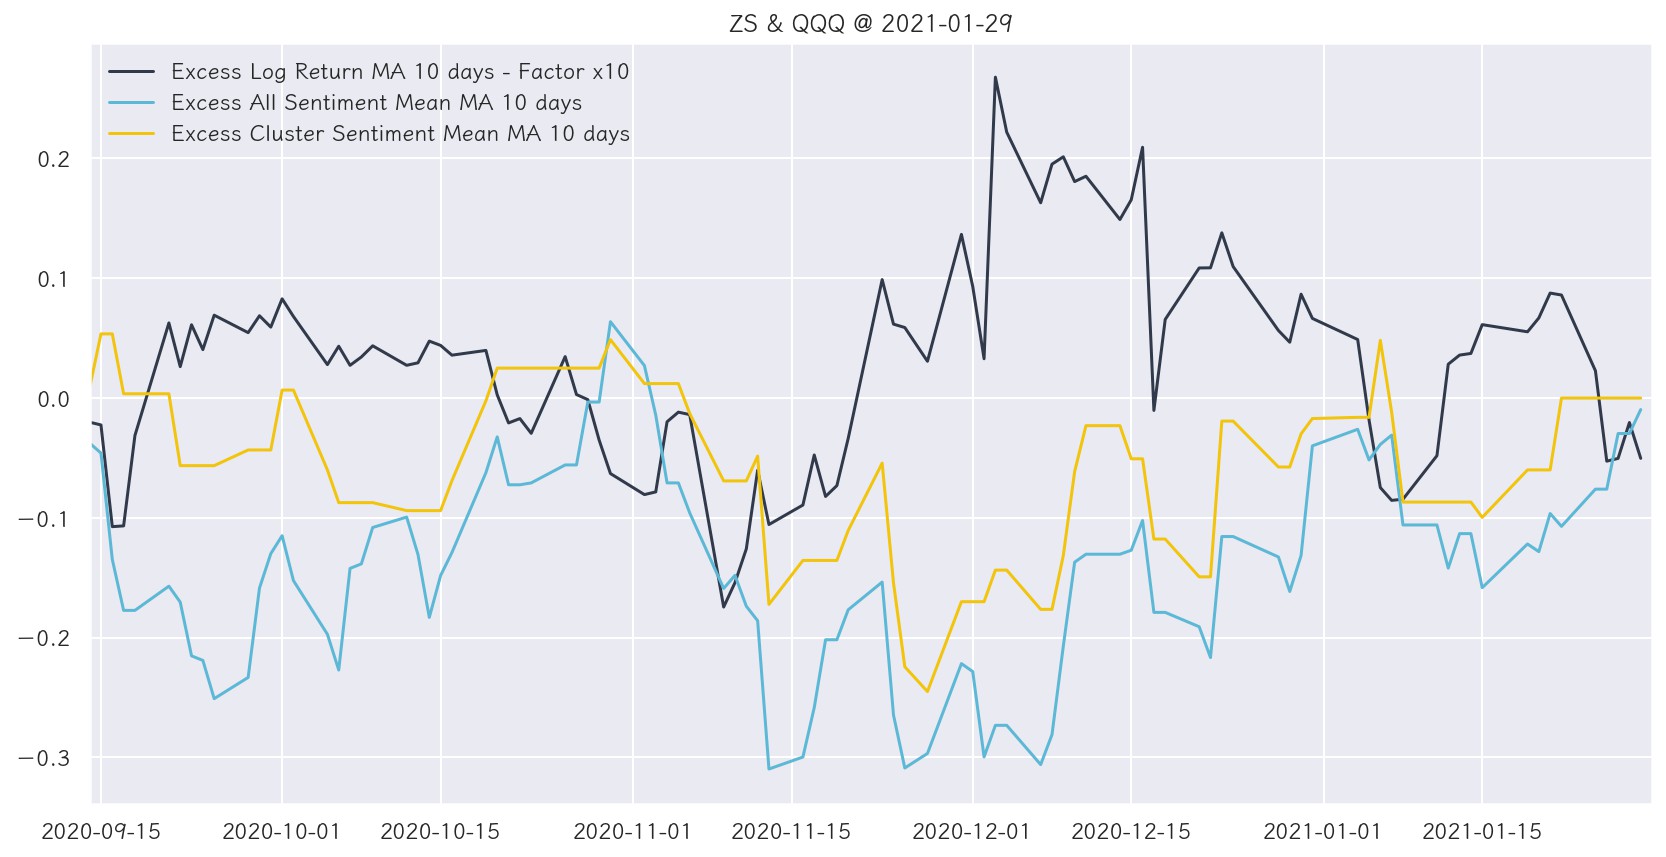 ZS & QQQ @ 2021-01-29
Excess Log Return MA 10 days - Factor x10
Excess All Sentiment Mean MA 10 days
Excess Cluster Sentiment Mean MA 10 days
0.2
0.1
0.0
−0.1
−0.2
−0.3
2020-09-15 2020-10-01 2020-10-15 2020-11-01 2020-11-15 2020-12-01 2020-12-15 2021-01-01 2021-01-15